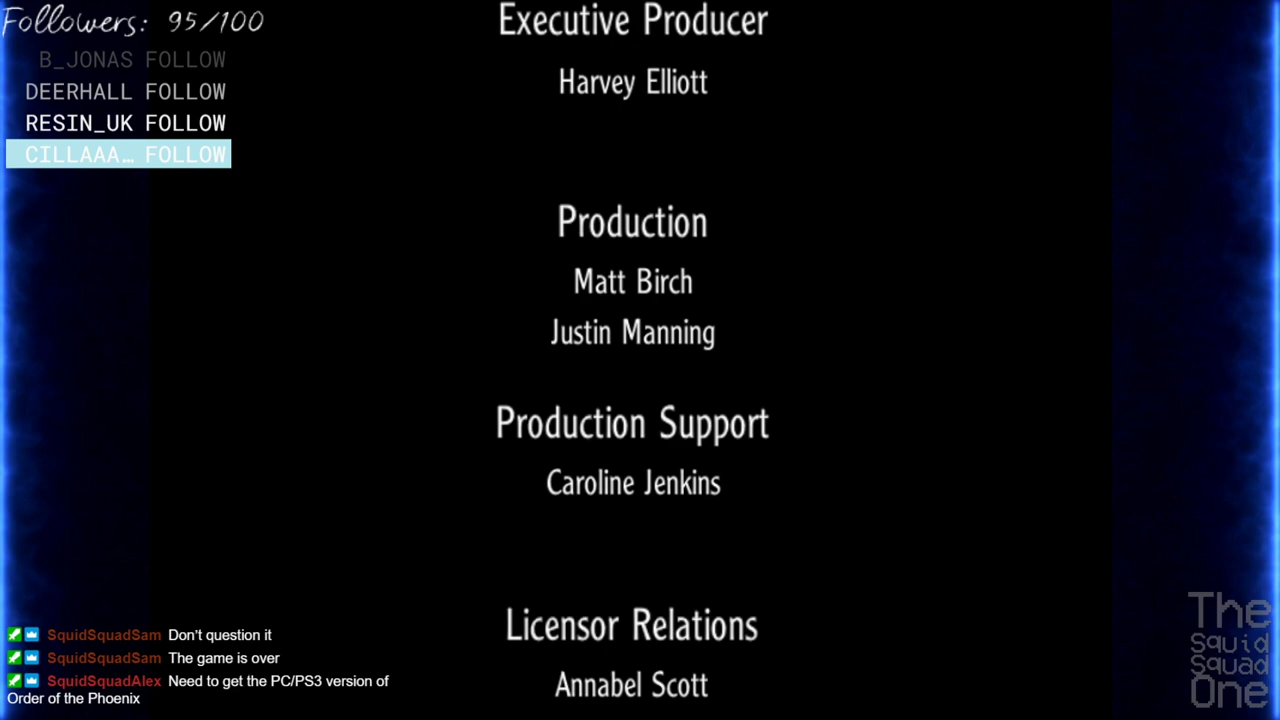 Followers: 95/100
B_JONAS FOLLOW
DEERHALL FOLLOW
RESIN_UK FOLLOW
CILLAAA… FOLLOW
Executive Producer
Harvey Elliott
Production
Matt Birch
Justin Manning
Production Support
Caroline Jenkins
Licensor Relations
Annabel Scott
SquidSquadSam Don't question it
SquidSquadSam The game is over
SquidSquadAlex Need to get the PC/PS3 version of
Order of the Phoenix
The
Squid
Squad
One